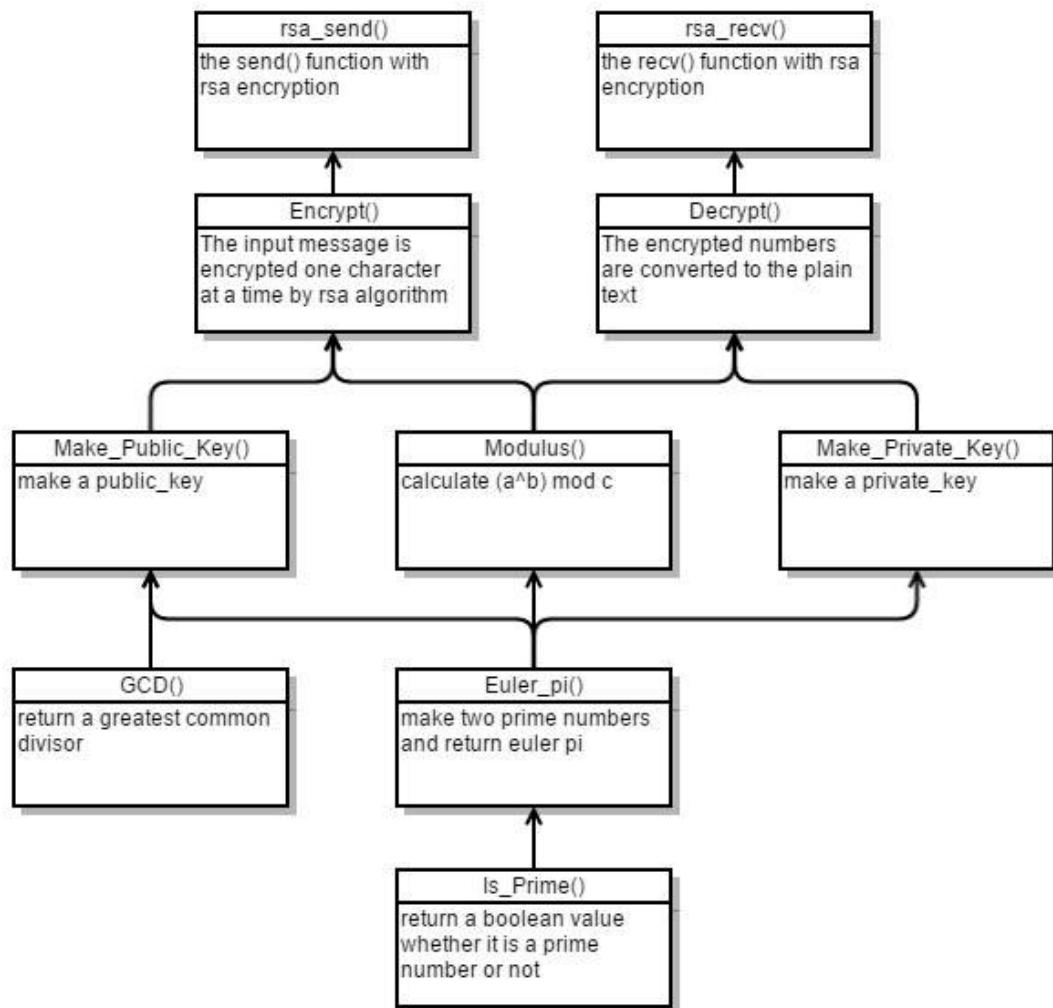 rsa_send()
the send() function with
rsa encryption
rsa_recv()
the recv() function with rsa
encryption
Encrypt()
The input message is
encrypted one character
at a time by rsa algorithm
Decrypt()
The encrypted numbers
are converted to the plain
text
Make_Public_Key()
make a public_key
Modulus()
calculate (a^b) mod c
Make_Private_Key()
make a private_key
GCD()
return a greatest common
divisor
Euler_pi()
make two prime numbers
and return euler pi
Is_Prime()
return a boolean value
whether it is a prime
number or not